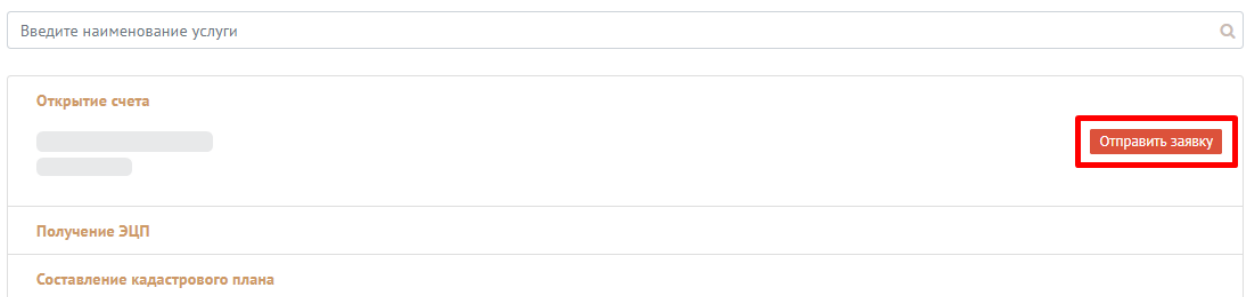 Введите наименование услуги
Открытие счета
Отправить заявку
Получение ЭЦП
Составление кадастрового плана